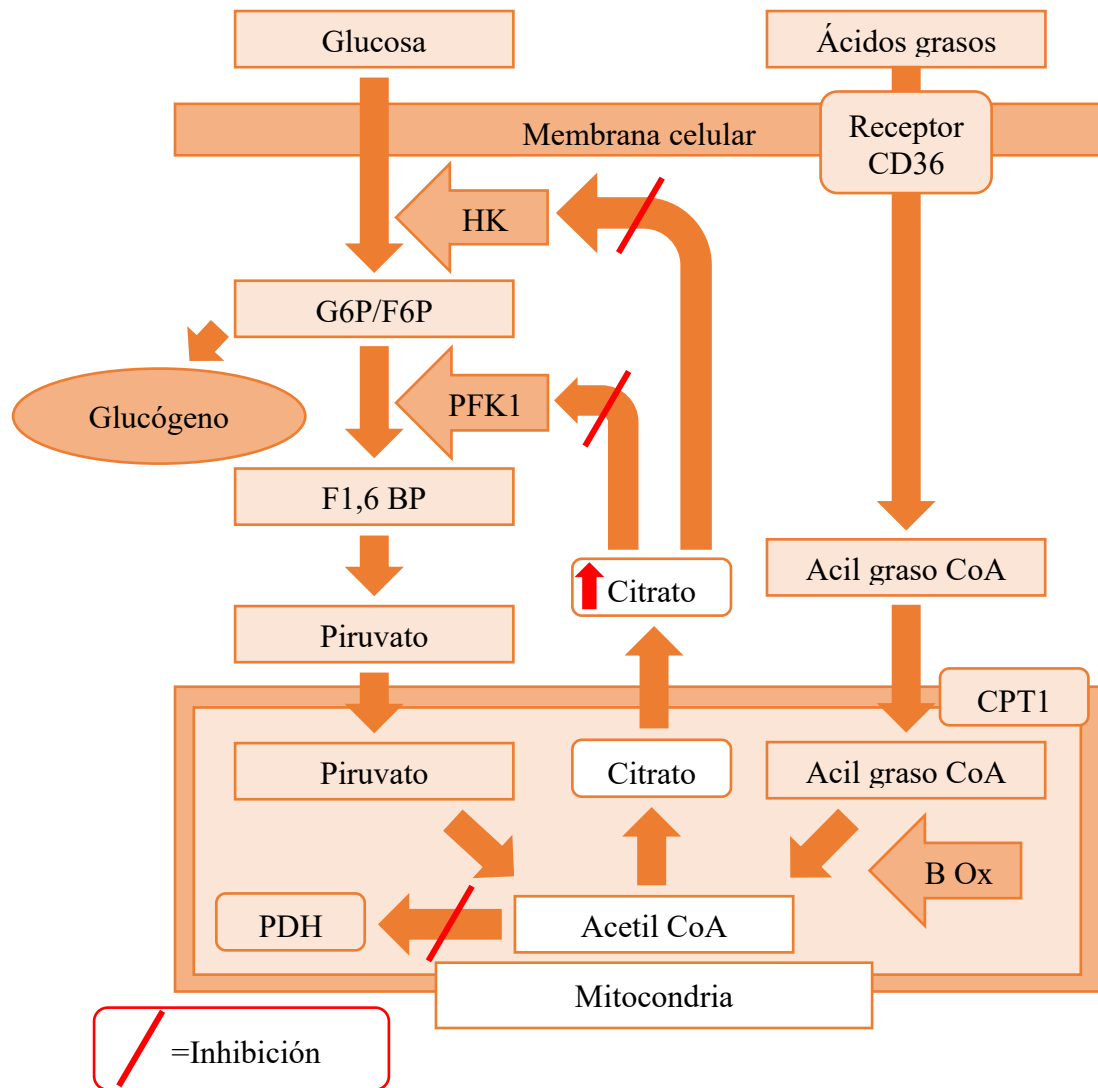 Glucosa
Ácidos grasos
Membrana celular
Receptor
CD36
HK
G6P/F6P
PFK1
Glucógeno
F1,6 BP
Acil graso CoA
Citrato
Piruvato
CPT1
Piruvato
Citrato
Acil graso CoA
B Ox
PDH
Acetil CoA
Mitocondria
=Inhibición